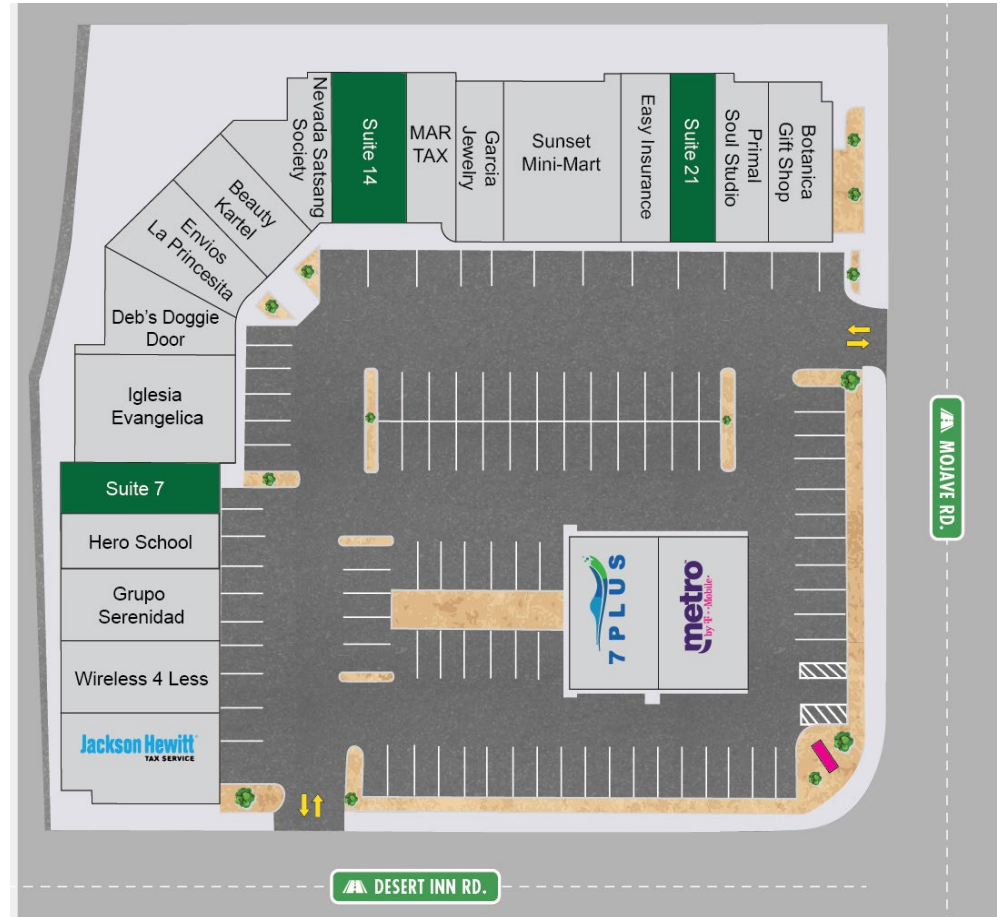 Nevada Satsang
Society
Suite 14
MAR
TAX
Garcia
Jewelry
Sunset
Mini-Mart
Easy Insurance
Suite 21
Primal
Soul Studio
Botanica
Gift Shop
Beauty
Kartel
Envios
La Princesita
Deb's Doggie
Door
Iglesia
Evangelica
Suite 7
Hero School
Grupo
Serenidad
Wireless 4 Less
Jackson Hewitt
TAX SERVICE
7 PLUS
metro
by T-Mobile
MOJAVE RD.
DESERT INN RD.